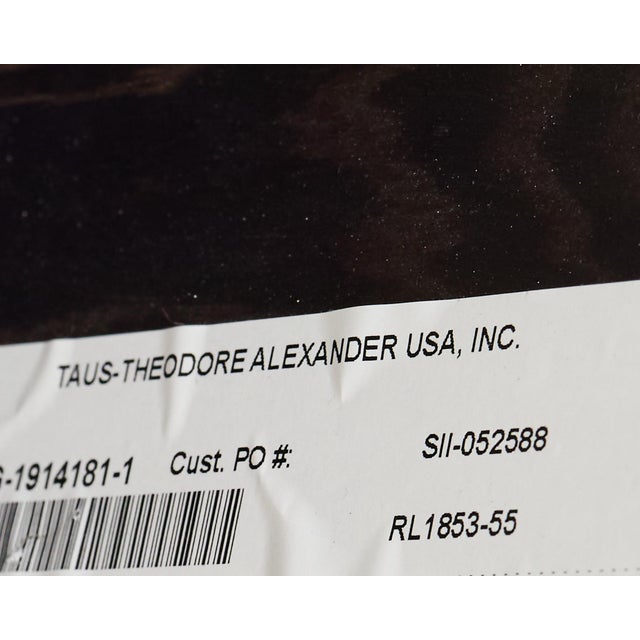 TAUS-THEODORE ALEXANDER USA, INC.
-1914181-1 Cust. PO #: SII-052588
RL1853-55